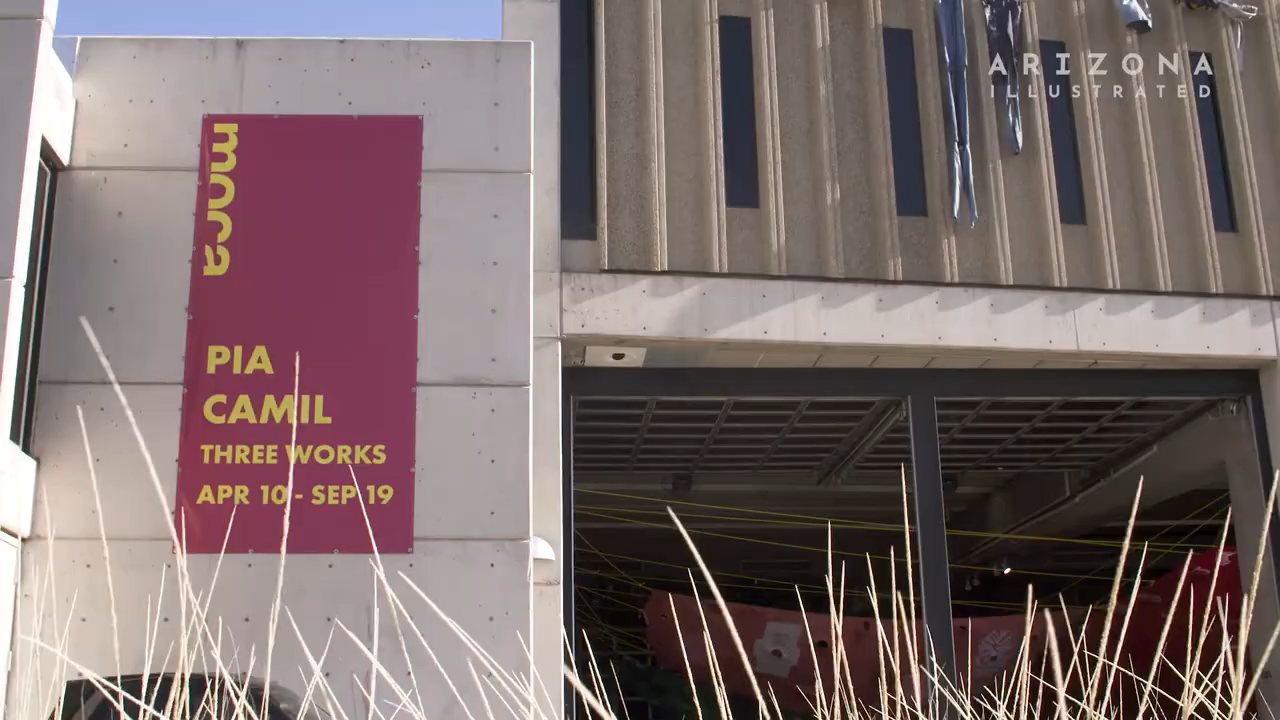 moca
PIA
CAMIL
THREE WORKS
APR 10 - SEP 19
ARIZONA
ILLUSTRATED